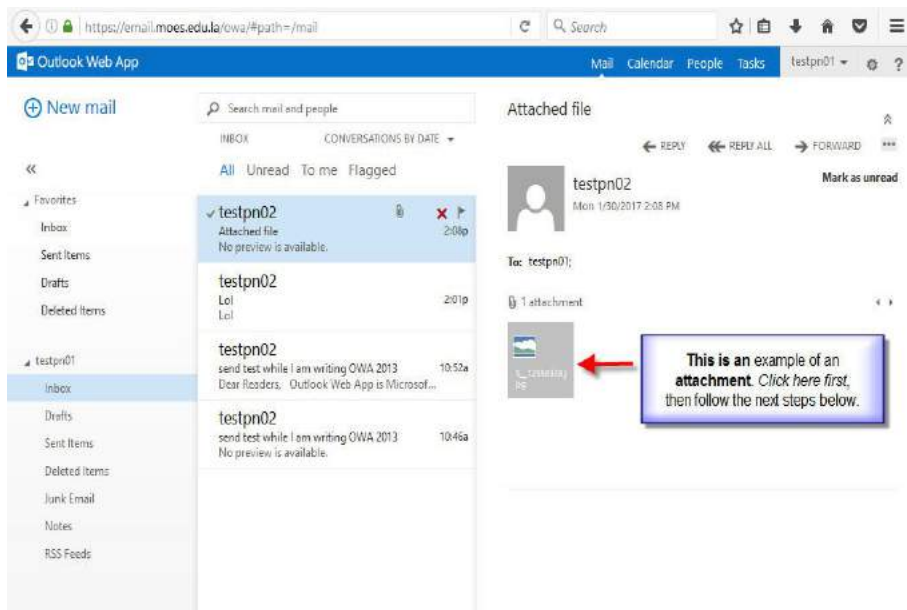 https://email.moes.edu.la/owa/#path=/mail
Search
Outlook Web App
Mail Calendar People Tasks testpn01 ?
New mail
Search mail and people
INBOX CONVERSATIONS BY DATE
All Unread To me Flagged
Favorites
Inbox
Sent Items
Drafts
Deleted Items
testpn01
Inbox
Drafts
Sent Items
Deleted Items
Junk Email
Notes
RSS Feeds
testpn02
Attached file 2:08p
No preview is available.
testpn02
Lol 2:01p
Lol
testpn02
send test while I am writing OWA 2013 10:52a
Dear Readers, Outlook Web App is Microsof...
testpn02
send test while I am writing OWA 2013 10:46a
No preview is available.
Attached file
REPLY REPLY ALL FORWARD ...
testpn02 Mark as unread
Mon 1/30/2017 2:08 PM
To: testpn01;
1 attachment
This is an example of an
attachment. Click here first,
then follow the next steps below.